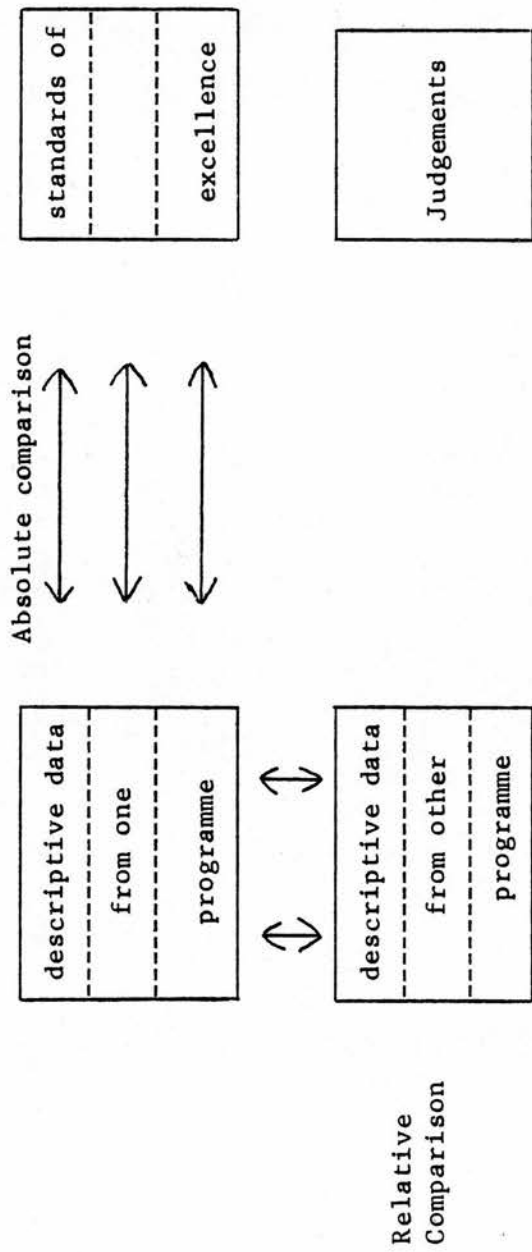 Absolute comparison
descriptive data
from one
programme
standards of
excellence
Relative
Comparison
descriptive data
from other
programme
Judgements